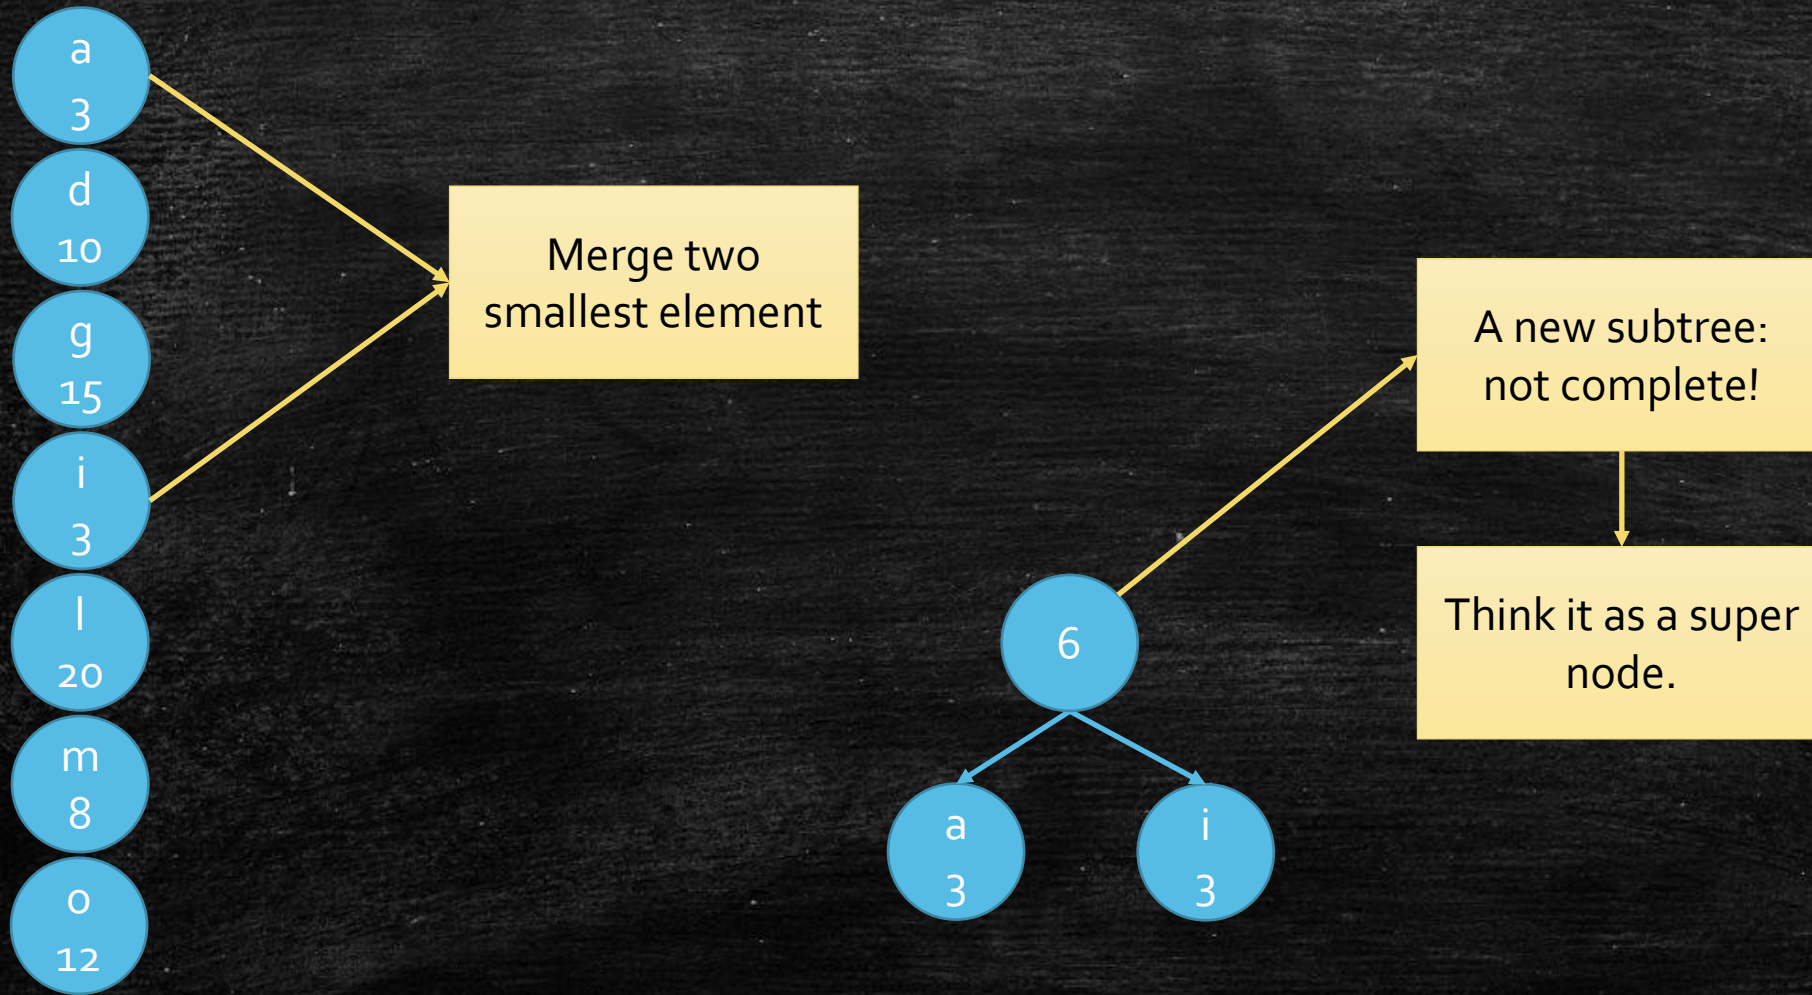 a
3
d
10
g
15
i
3
l
20
m
8
o
12
Merge two
smallest element
6
a
3
i
3
A new subtree:
not complete!
Think it as a super
node.